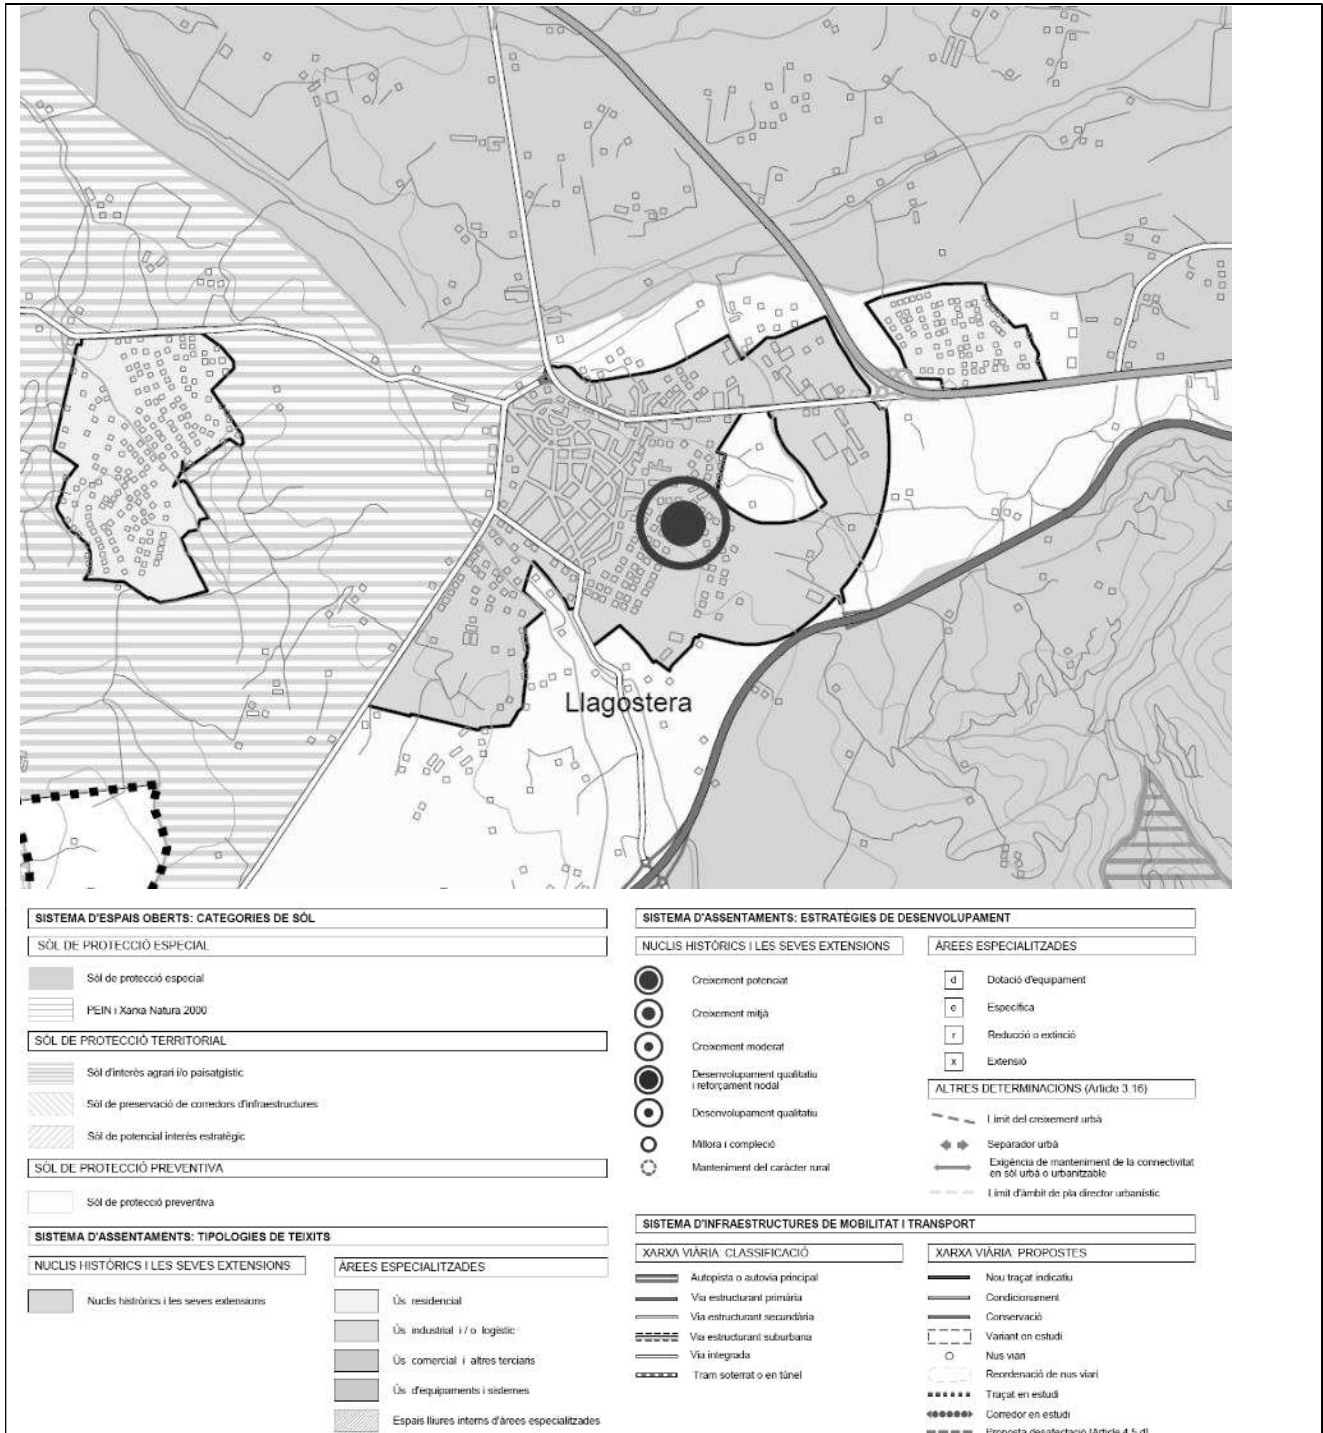 Llagostera
SISTEMA D'ESPAIS OBERTS: CATEGORIES DE SÒL
SÒL DE PROTECCIÓ ESPECIAL
Sòl de protecció especial
PEIN i Xarxa Natura 2000
SÒL DE PROTECCIÓ TERRITORIAL
Sòl d'interès agrari i/o paisatgístic
Sòl de preservació de corredors d'infraestructures
Sòl de potencial interès estratègic
SÒL DE PROTECCIÓ PREVENTIVA
Sòl de protecció preventiva
SISTEMA D'ASSENTAMENTS: TIPOLOGIES DE TEIXITS
NUCLIS HISTÒRICS I LES SEVES EXTENSIONS
Nuclis històrics i les seves extensions
ÀREES ESPECIALITZADES
Ús residencial
Ús industrial i / o logístic
Ús comercial i altres terciaris
Ús d'equipaments i sistemes
Espais lliures interns d'àrees especialitzades
SISTEMA D'ASSENTAMENTS: ESTRATÈGIES DE DESENVOLUPAMENT
NUCLIS HISTÒRICS I LES SEVES EXTENSIONS
Creixement potenciat
Creixement mitjà
Creixement moderat
Desenvolupament qualitatiu
i reforçament nodal
Desenvolupament qualitatiu
Millora i compleció
Manteniment del caràcter rural
ÀREES ESPECIALITZADES
d Dotació d'equipament
e Específica
r Reducció o extinció
x Extensió
ALTRES DETERMINACIONS (Article 3.16)
Límit del creixement urbà
Separador urbà
Exigència de manteniment de la connectivitat
en sòl urbà o urbanitzable
Límit d'àmbit de pla director urbanístic
SISTEMA D'INFRAESTRUCTURES DE MOBILITAT I TRANSPORT
XARXA VIÀRIA: CLASSIFICACIÓ
Autopista o autovia principal
Via estructurant primària
Via estructurant secundària
Via estructurant suburbana
Via integrada
Tram soterrat o en túnel
XARXA VIÀRIA: PROPOSTES
Nou traçat indicatiu
Condicionament
Conservació
Variant en estudi
Nus viari
Reordenació de nus viari
Traçat en estudi
Corredor en estudi
Proposta desafectació (Article 4.5.d)